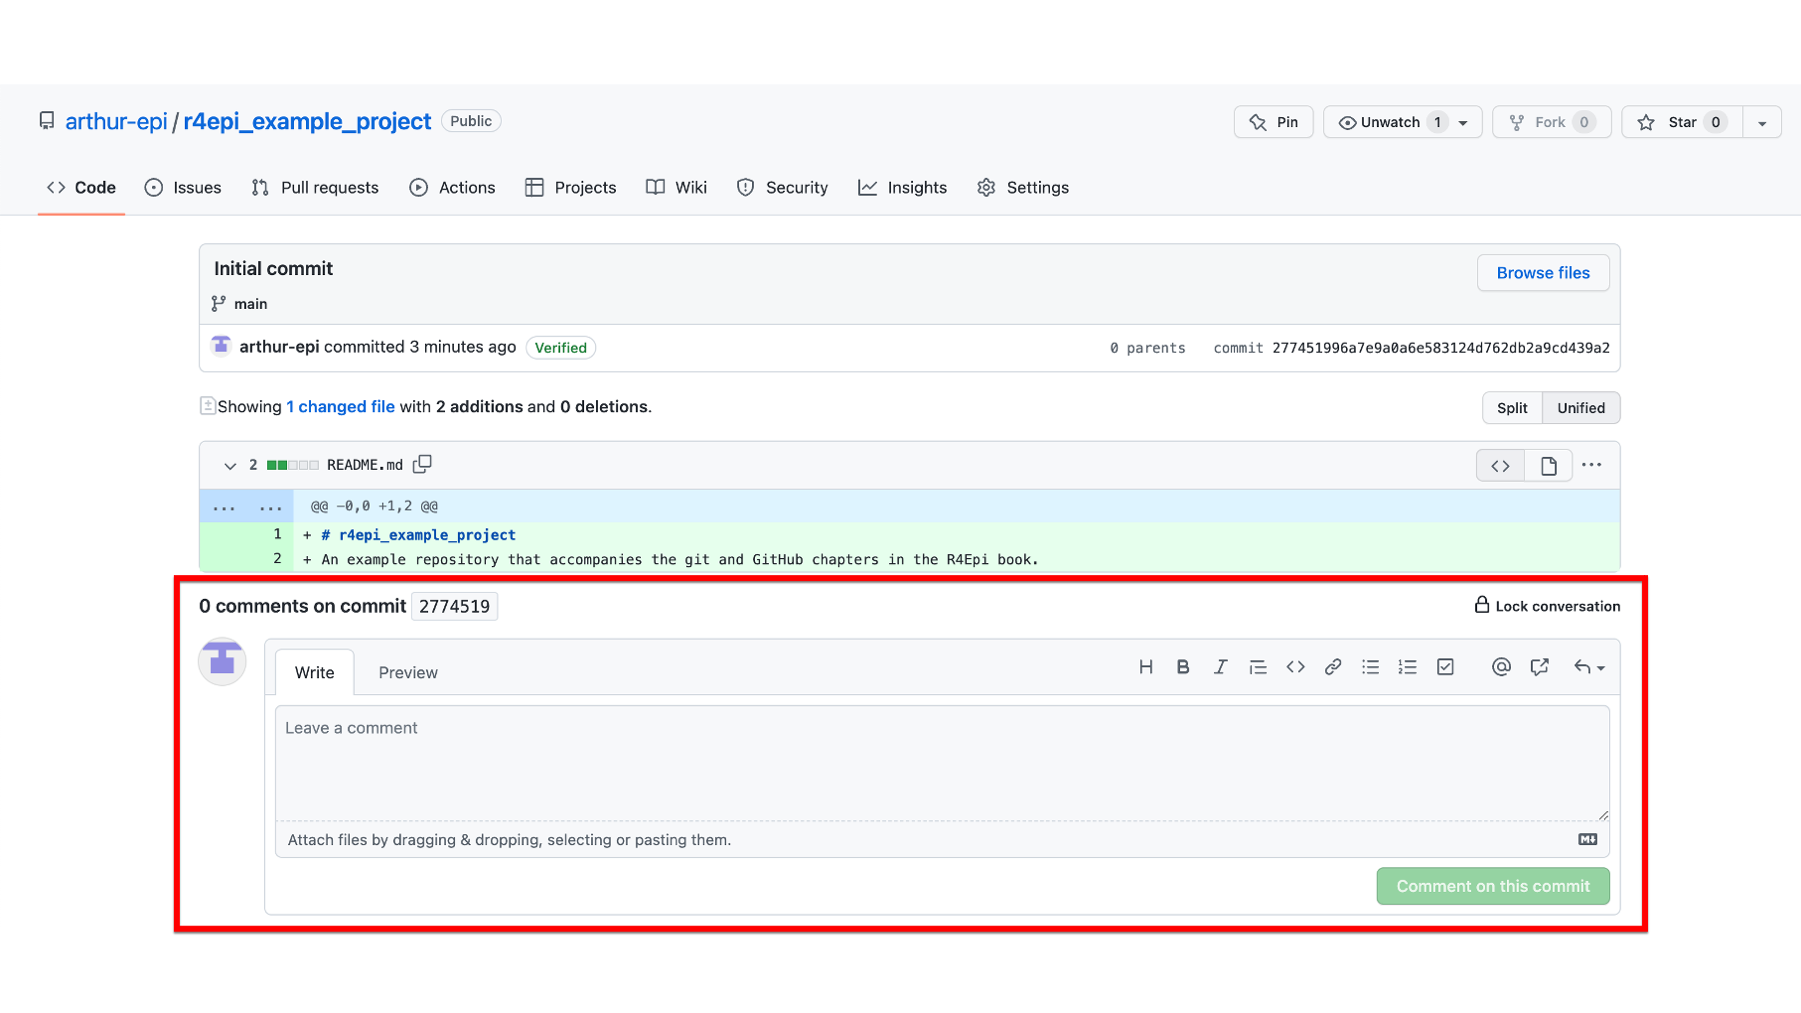 arthur-epi / r4epi_example_project Public
Pin Unwatch 1 Fork 0 Star 0
Code Issues Pull requests Actions Projects Wiki Security Insights Settings
Initial commit
Browse files
main
arthur-epi committed 3 minutes ago Verified 0 parents commit 277451996a7e9a0a6e583124d762db2a9cd439a2
Showing 1 changed file with 2 additions and 0 deletions. Split Unified
2 README.md ...
... ... @@ -0,0 +1,2 @@
1 + # r4epi_example_project
2 + An example repository that accompanies the git and GitHub chapters in the R4Epi book.
0 comments on commit 2774519 Lock conversation
Write Preview H B I @
Leave a comment
Attach files by dragging & dropping, selecting or pasting them. M
Comment on this commit